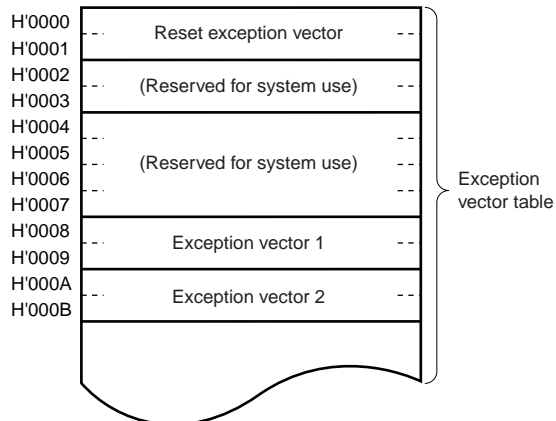 H'0000
Reset exception vector
H'0001
H'0002
(Reserved for system use)
H'0003
H'0004
H'0005
(Reserved for system use)
H'0006
H'0007
Exception
vector table
H'0008
Exception vector 1
H'0009
H'000A
Exception vector 2
H'000B